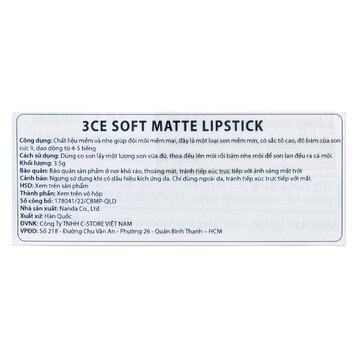 3CE SOFT MATTE LIPSTICK
Công dụng: Chất liệu mềm và nhẹ giúp đôi môi mềm mại, đây là một loại son mềm mịn, có sắc tố cao, độ bám của son
cực lì, dao động từ 4-5 tiếng
Cách sử dụng: Dùng cọ son lấy một lượng son vừa đủ, thoa đều lên môi rồi bặm nhẹ môi để son lan đều ra cả môi.
Khối lượng: 3.5g
Bảo quản: Bảo quản sản phẩm ở nơi khô ráo, thoáng mát, tránh tiếp xúc trực tiếp với ánh sáng mặt trời
Cảnh báo: Ngưng sử dụng khi có dấu hiệu kích ứng da. Chỉ dùng ngoài da, tránh tiếp xúc trực tiếp với mắt.
HSD: Xem trên sản phẩm
Thành phần: Xem trên vỏ hộp
Số công bố: 178041/22/CBMP-QLD
Nhà sản xuất: Nanda Co., Ltd.
Xuất xứ: Hàn Quốc
ĐVNK: Công Ty TNHH C-STORE VIỆT NAM
VPĐD: Số 218 - Đường Chu Văn An - Phường 26 - Quận Bình Thạnh – HCM